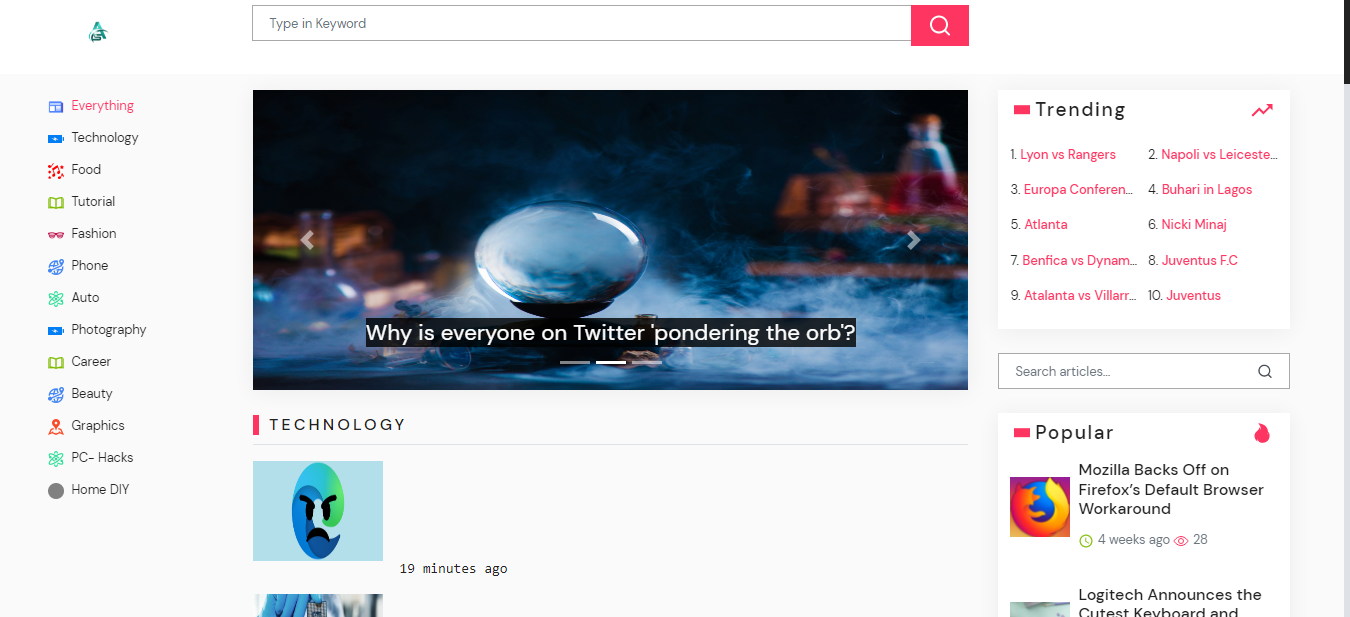 Type in Keyword
Everything
Technology
Food
Tutorial
Fashion
Phone
Auto
Photography
Career
Beauty
Graphics
PC- Hacks
Home DIY
Why is everyone on Twitter 'pondering the orb'?
TECHNOLOGY
19 minutes ago
Trending
1. Lyon vs Rangers
2. Napoli vs Leiceste...
3. Europa Conferen...
4. Buhari in Lagos
5. Atlanta
6. Nicki Minaj
7. Benfica vs Dynam...
8. Juventus F.C
9. Atalanta vs Villarr...
10. Juventus
Search articles...
Popular
Mozilla Backs Off on
Firefox’s Default Browser
Workaround
4 weeks ago 28
Logitech Announces the
Cutest Keyboard and